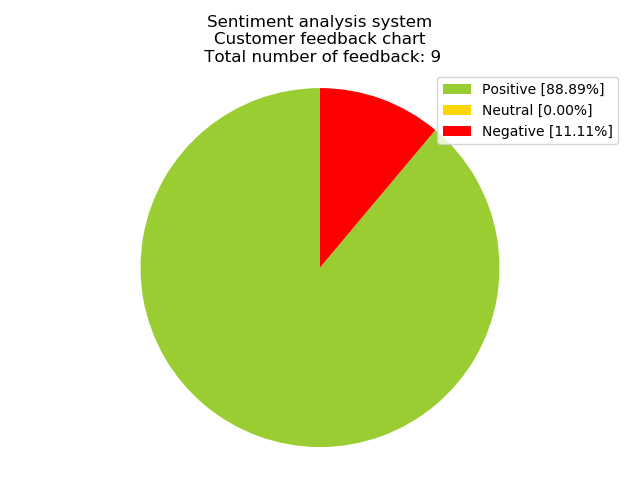 Sentiment analysis system
Customer feedback chart
Total number of feedback: 9
Positive [88.89%]
Neutral [0.00%]
Negative [11.11%]